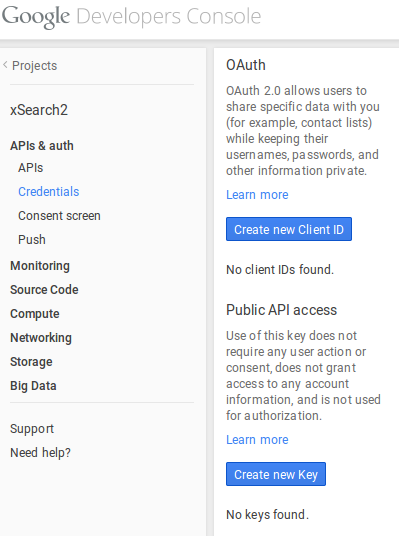 Google Developers Console
Projects
xSearch2
APIs & auth
APIs
Credentials
Consent screen
Push
Monitoring
Source Code
Compute
Networking
Storage
Big Data
Support
Need help?
OAuth
OAuth 2.0 allows users to
share specific data with you
(for example, contact lists)
while keeping their
usernames, passwords, and
other information private.
Learn more
Create new Client ID
No client IDs found.
Public API access
Use of this key does not
require any user action or
consent, does not grant
access to any account
information, and is not used
for authorization.
Learn more
Create new Key
No keys found.